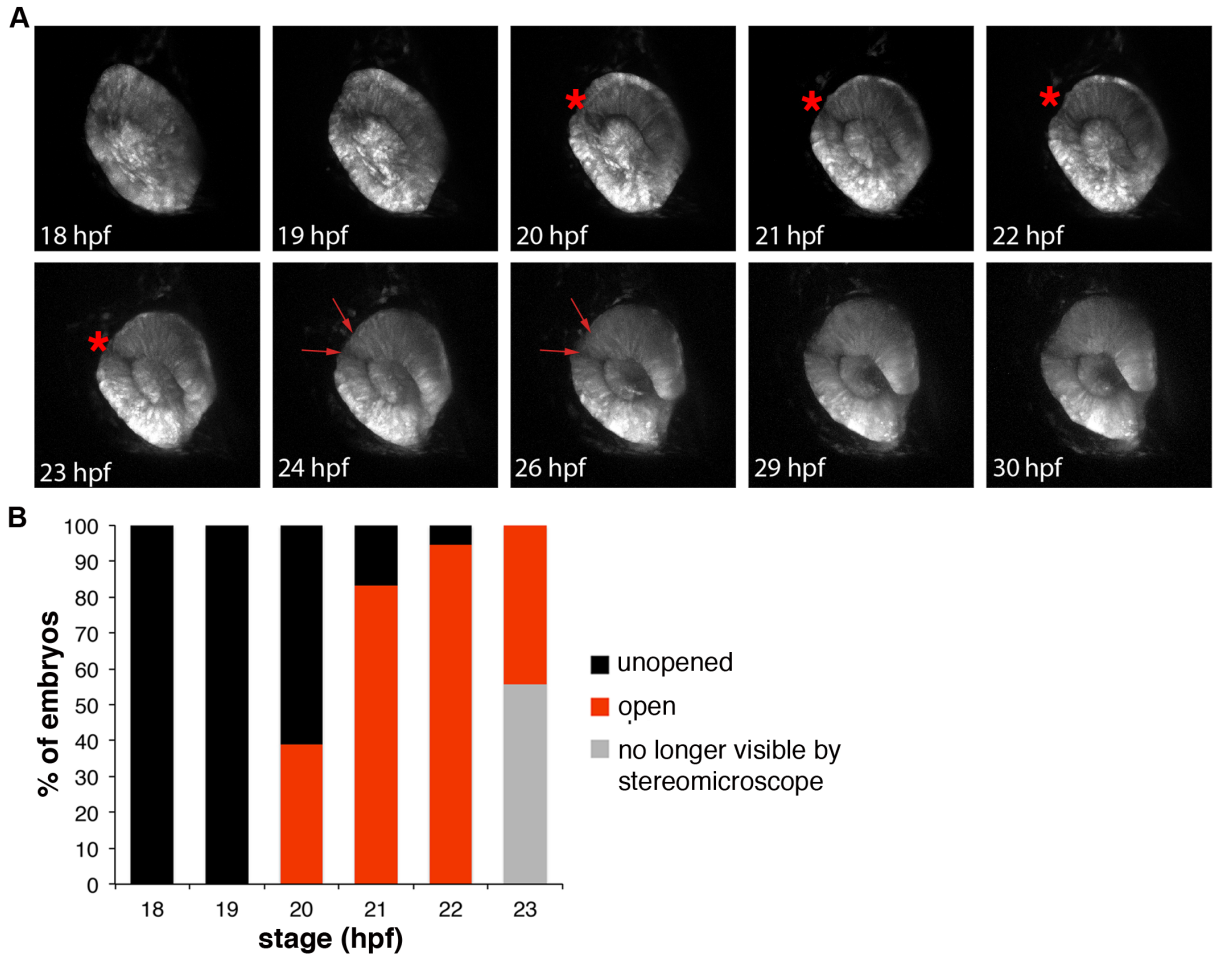 A
*
*
*
18 hpf
19 hpf
20 hpf
21 hpf
22 hpf
*
23 hpf
24 hpf
26 hpf
29 hpf
30 hpf
B
100
90
80
70
60
50
40
30
20
10
0
% of embryos
18
19
20
21
22
23
stage (hpf)
unopened
open
no longer visible by
stereomicroscope